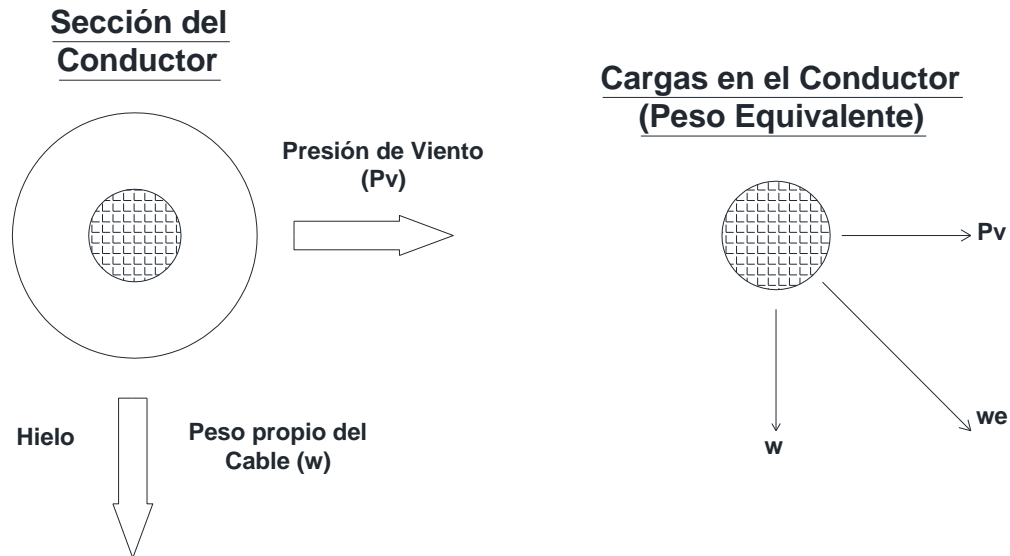 Sección del
Conductor
Presión de Viento
(Pv)
Hielo
Peso propio del
Cable (w)
Cargas en el Conductor
(Peso Equivalente)
Pv
we
w